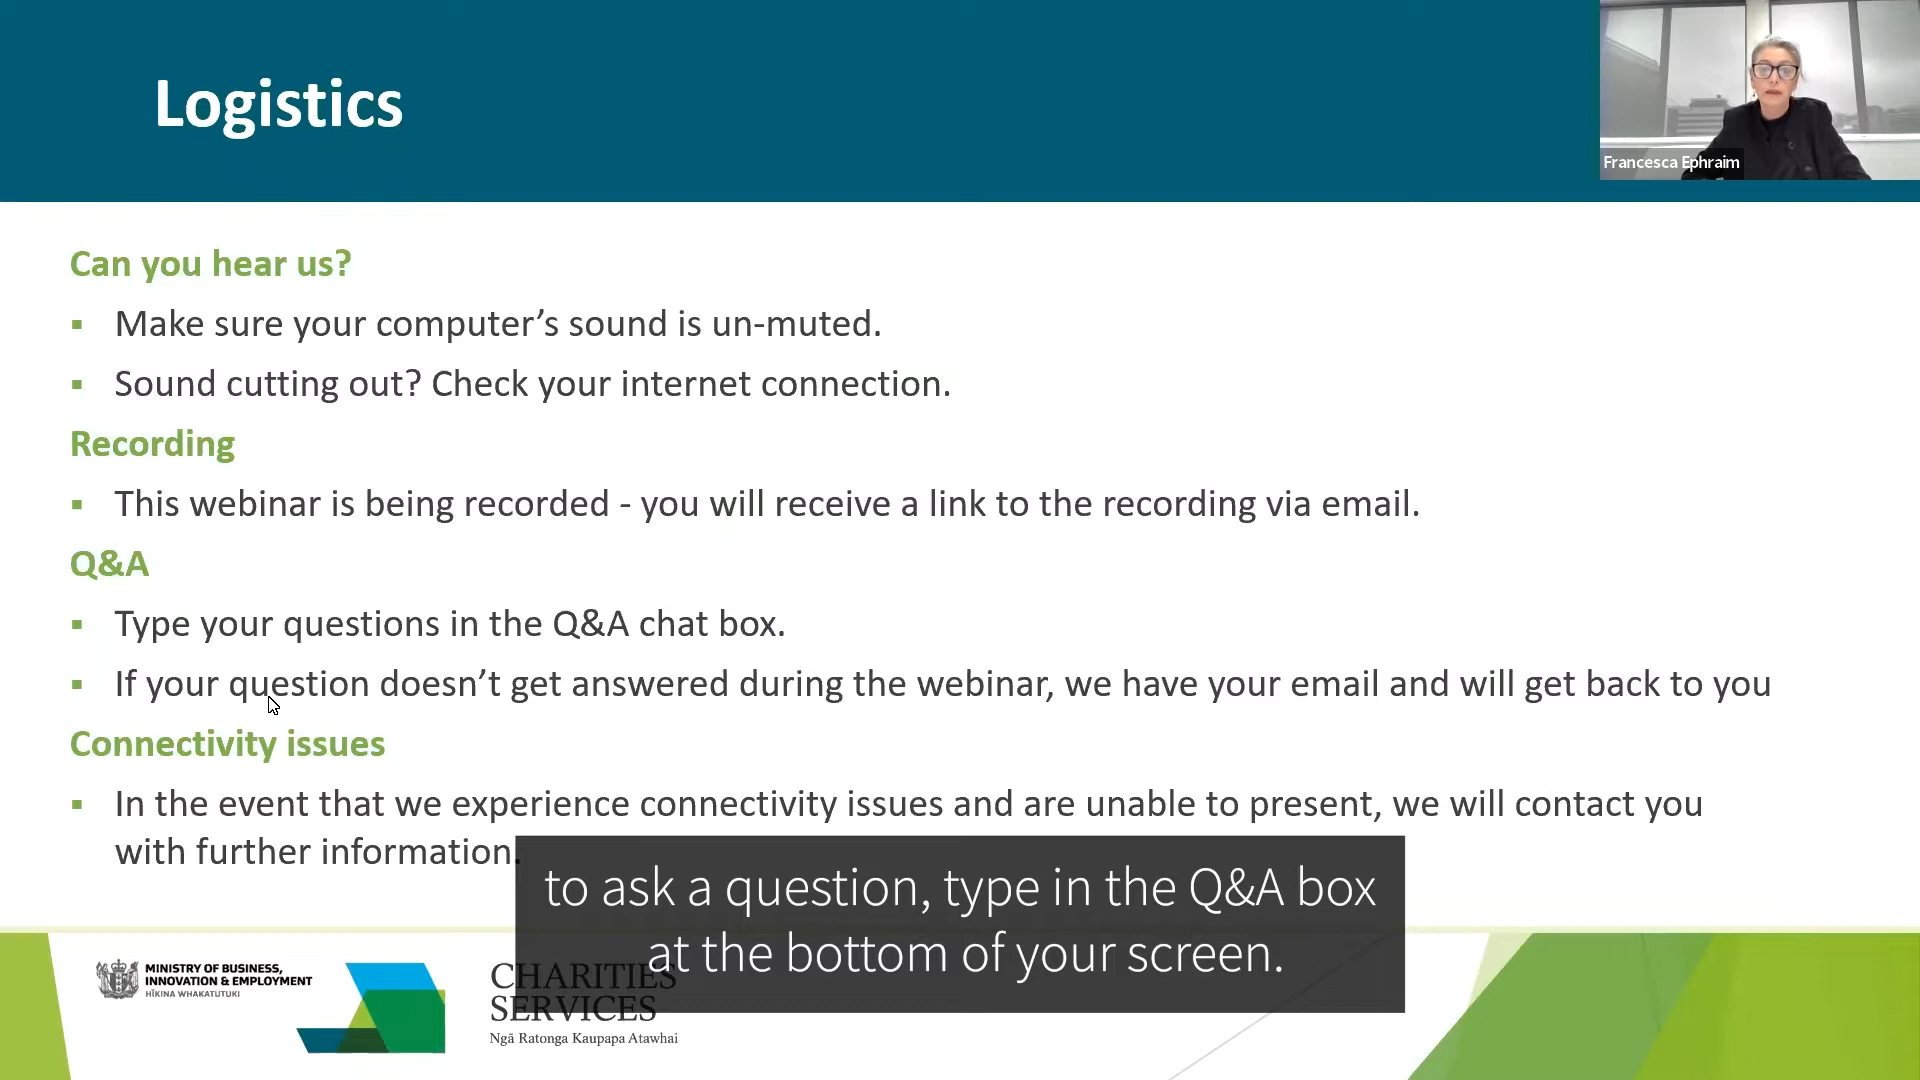 Logistics
Francesca Ephraim
Can you hear us?
▪ Make sure your computer’s sound is un-muted.
▪ Sound cutting out? Check your internet connection.
Recording
▪ This webinar is being recorded - you will receive a link to the recording via email.
Q&A
▪ Type your questions in the Q&A chat box.
▪ If your question doesn’t get answered during the webinar, we have your email and will get back to you
Connectivity issues
▪ In the event that we experience connectivity issues and are unable to present, we will contact you
with further information.
to ask a question, type in the Q&A box
at the bottom of your screen.
MINISTRY OF BUSINESS,
INNOVATION & EMPLOYMENT
HĪKINA WHAKATUTUKI
CHARITIES
SERVICES
Ngā Ratonga Kaupapa Atawhai